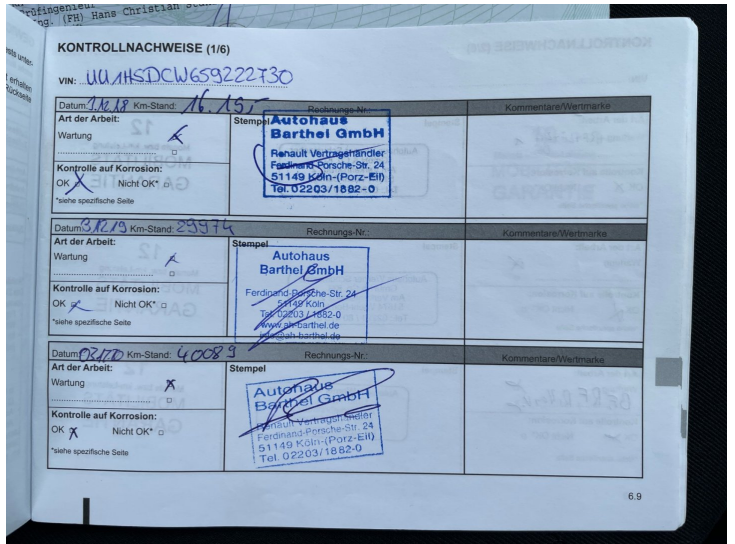 Prüfingenieur
Ing. (FH) Hans Christian
KONTROLLNACHWEISE (1/6)
VIN: UU1HSDCW659222730
Datum: Km-Stand: 16. Rechnungs-Nr.: Kommentare/Wertmarke
Art der Arbeit: Stempel
Wartung
Autohaus
Barthel GmbH
Renault Vertragshändler
Ferdinand-Porsche-Str. 24
51149 Köln-(Porz-Eil)
Tel. 02203/1882-0
Kontrolle auf Korrosion:
OK Nicht OK*
*siehe spezifische Seite
Datum: 3.12.19 Km-Stand: 29974 Rechnungs-Nr.: Kommentare/Wertmarke
Art der Arbeit: Stempel
Wartung
Autohaus
Barthel GmbH
Ferdinand-Porsche-Str. 24
51149 Köln
Tel. 02203 / 1882-0
www.ah-barthel.de
info@ah-barthel.de
Kontrolle auf Korrosion:
OK Nicht OK*
*siehe spezifische Seite
Datum: Km-Stand: 40089 Rechnungs-Nr.: Kommentare/Wertmarke
Art der Arbeit: Stempel
Wartung
Autohaus
Barthel GmbH
Renault Vertragshändler
Ferdinand-Porsche-Str. 24
51149 Köln-(Porz-Eil)
Tel. 02203/1882-0
Kontrolle auf Korrosion:
OK Nicht OK*
*siehe spezifische Seite
6.9